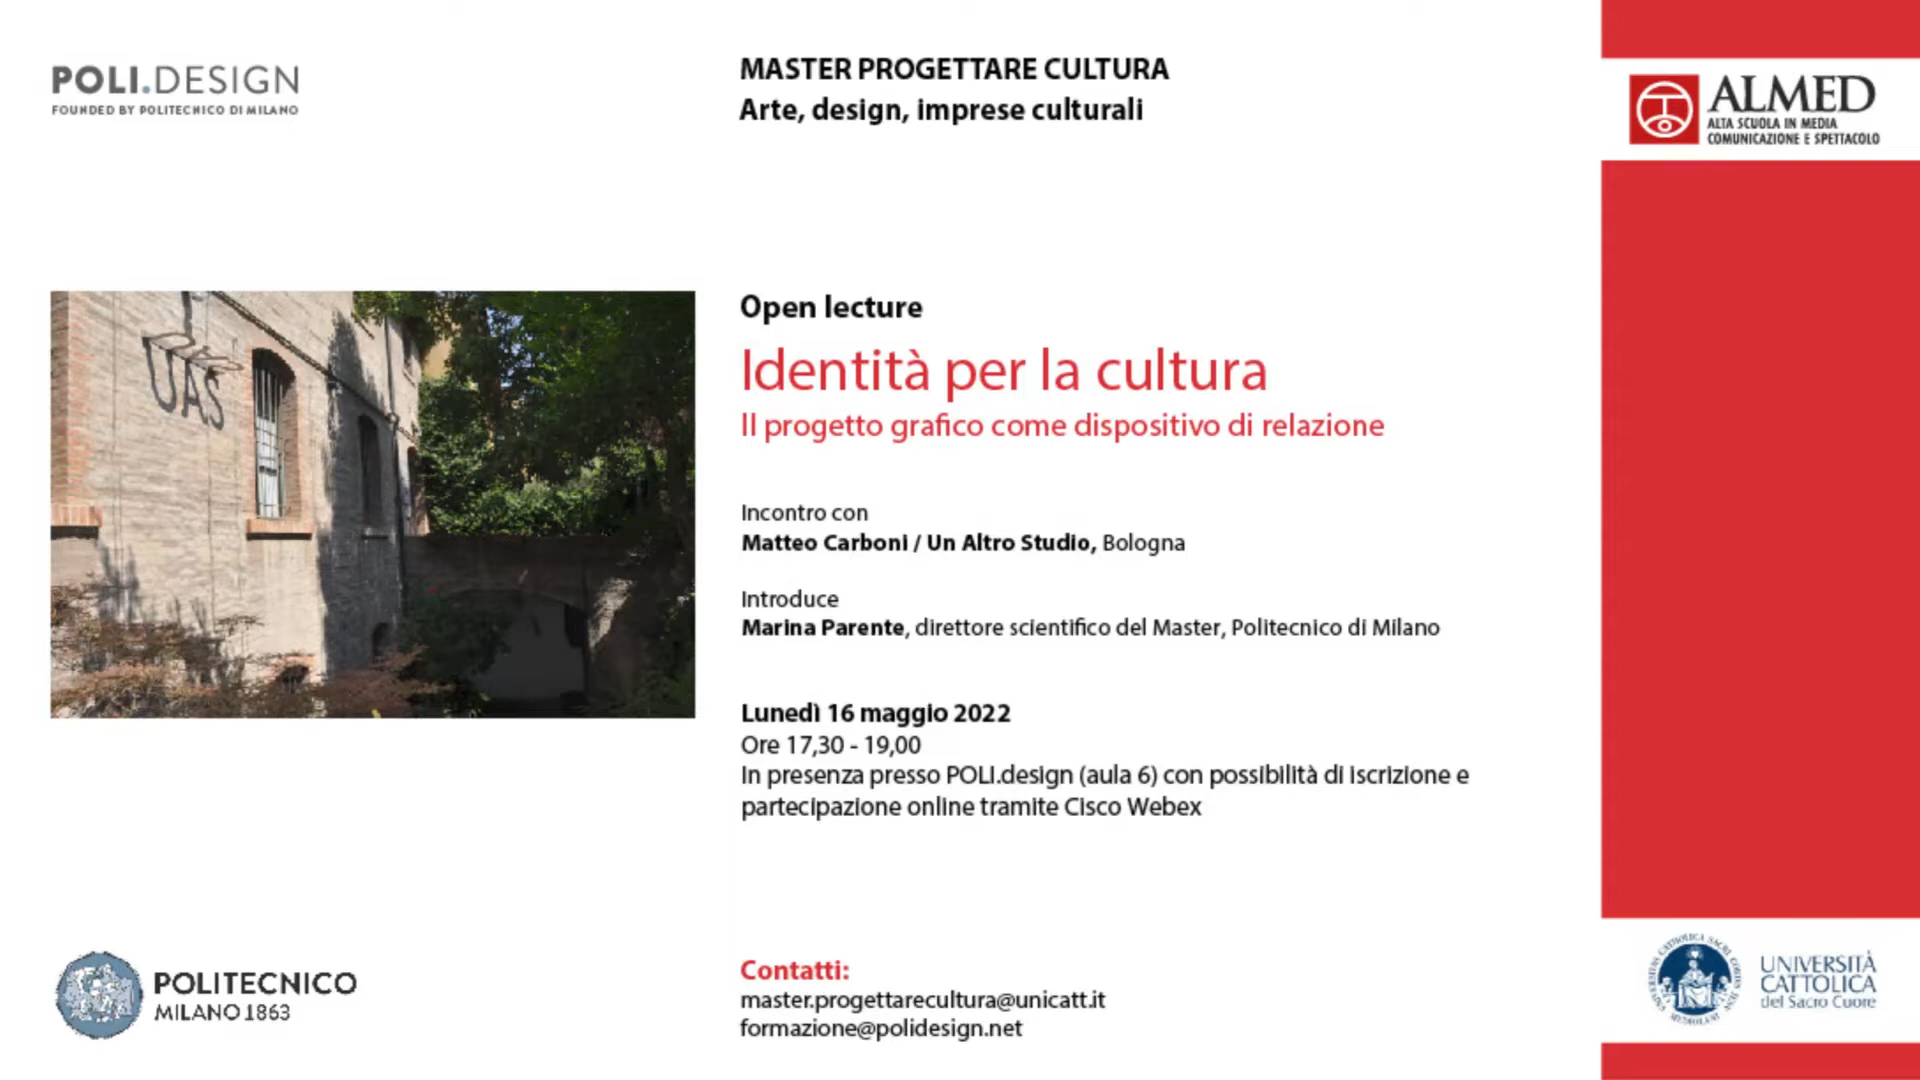 POLI.DESIGN
FOUNDED BY POLITECNICO DI MILANO
MASTER PROGETTARE CULTURA
Arte, design, imprese culturali
ALMED
ALTA SCUOLA IN MEDIA
COMUNICAZIONE E SPETTACOLO
UAS
Open lecture
Identità per la cultura
Il progetto grafico come dispositivo di relazione
Incontro con
Matteo Carboni / Un Altro Studio, Bologna
Introduce
Marina Parente, direttore scientifico del Master, Politecnico di Milano
Lunedì 16 maggio 2022
Ore 17,30 - 19,00
In presenza presso POLI.design (aula 6) con possibilità di iscrizione e
partecipazione online tramite Cisco Webex
POLITECNICO
MILANO 1863
Contatti:
master.progettarecultura@unicatt.it
formazione@polidesign.net
UNIVERSITÀ
CATTOLICA
del Sacro Cuore